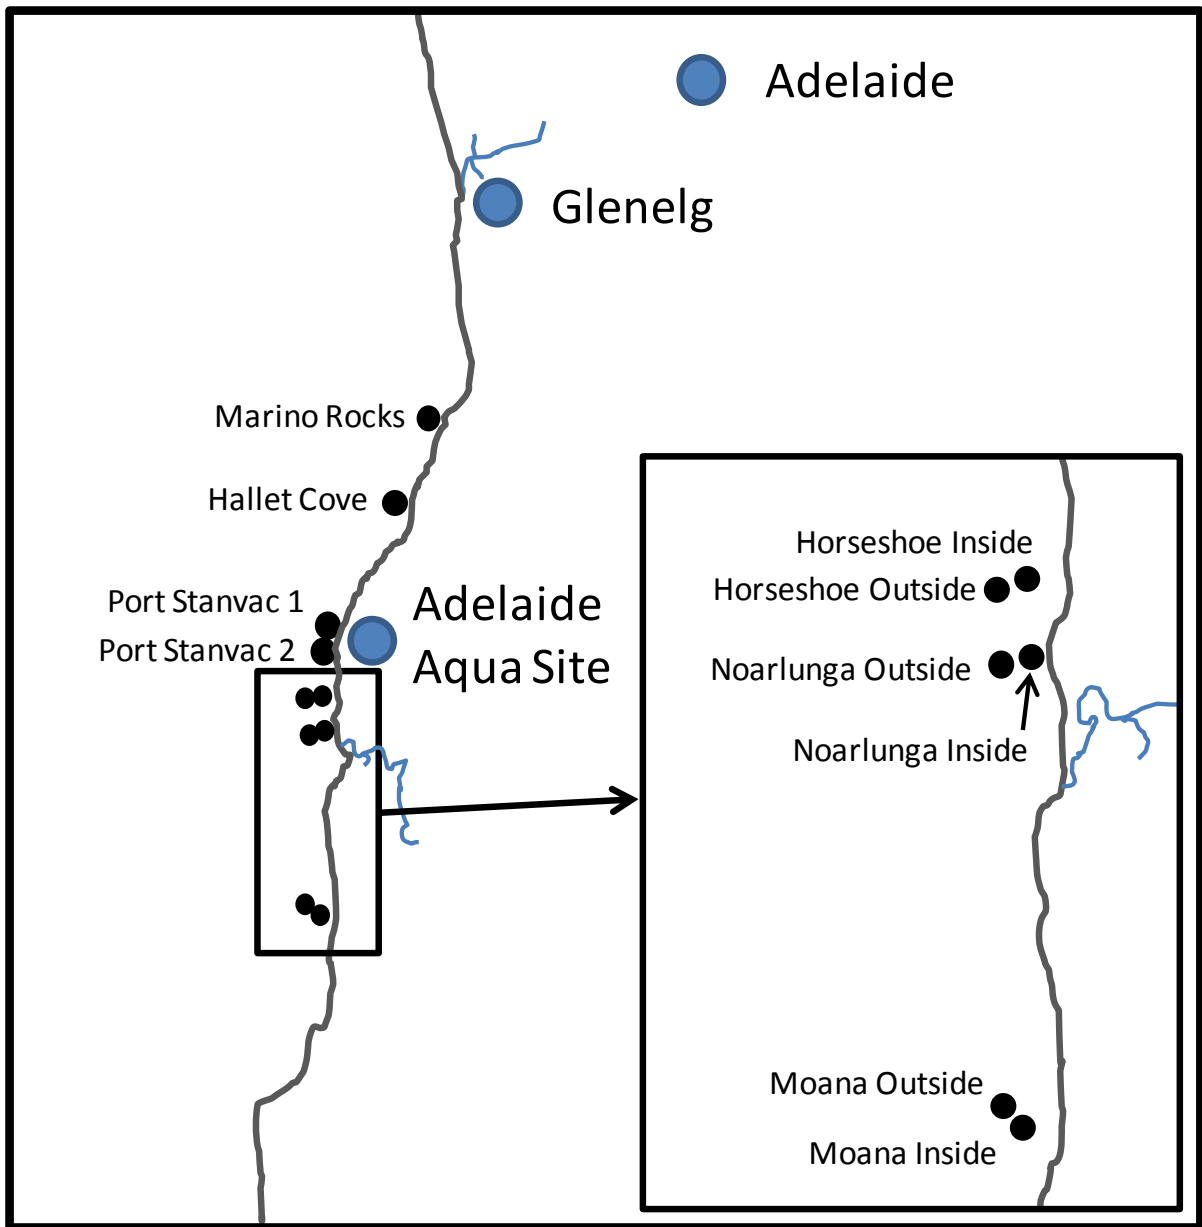 Adelaide
Glenelg
Marino Rocks
Hallet Cove
Port Stanvac 1
Port Stanvac 2
Adelaide
Aqua Site
Horseshoe Inside
Horseshoe Outside
Noarlunga Outside
Noarlunga Inside
Moana Outside
Moana Inside